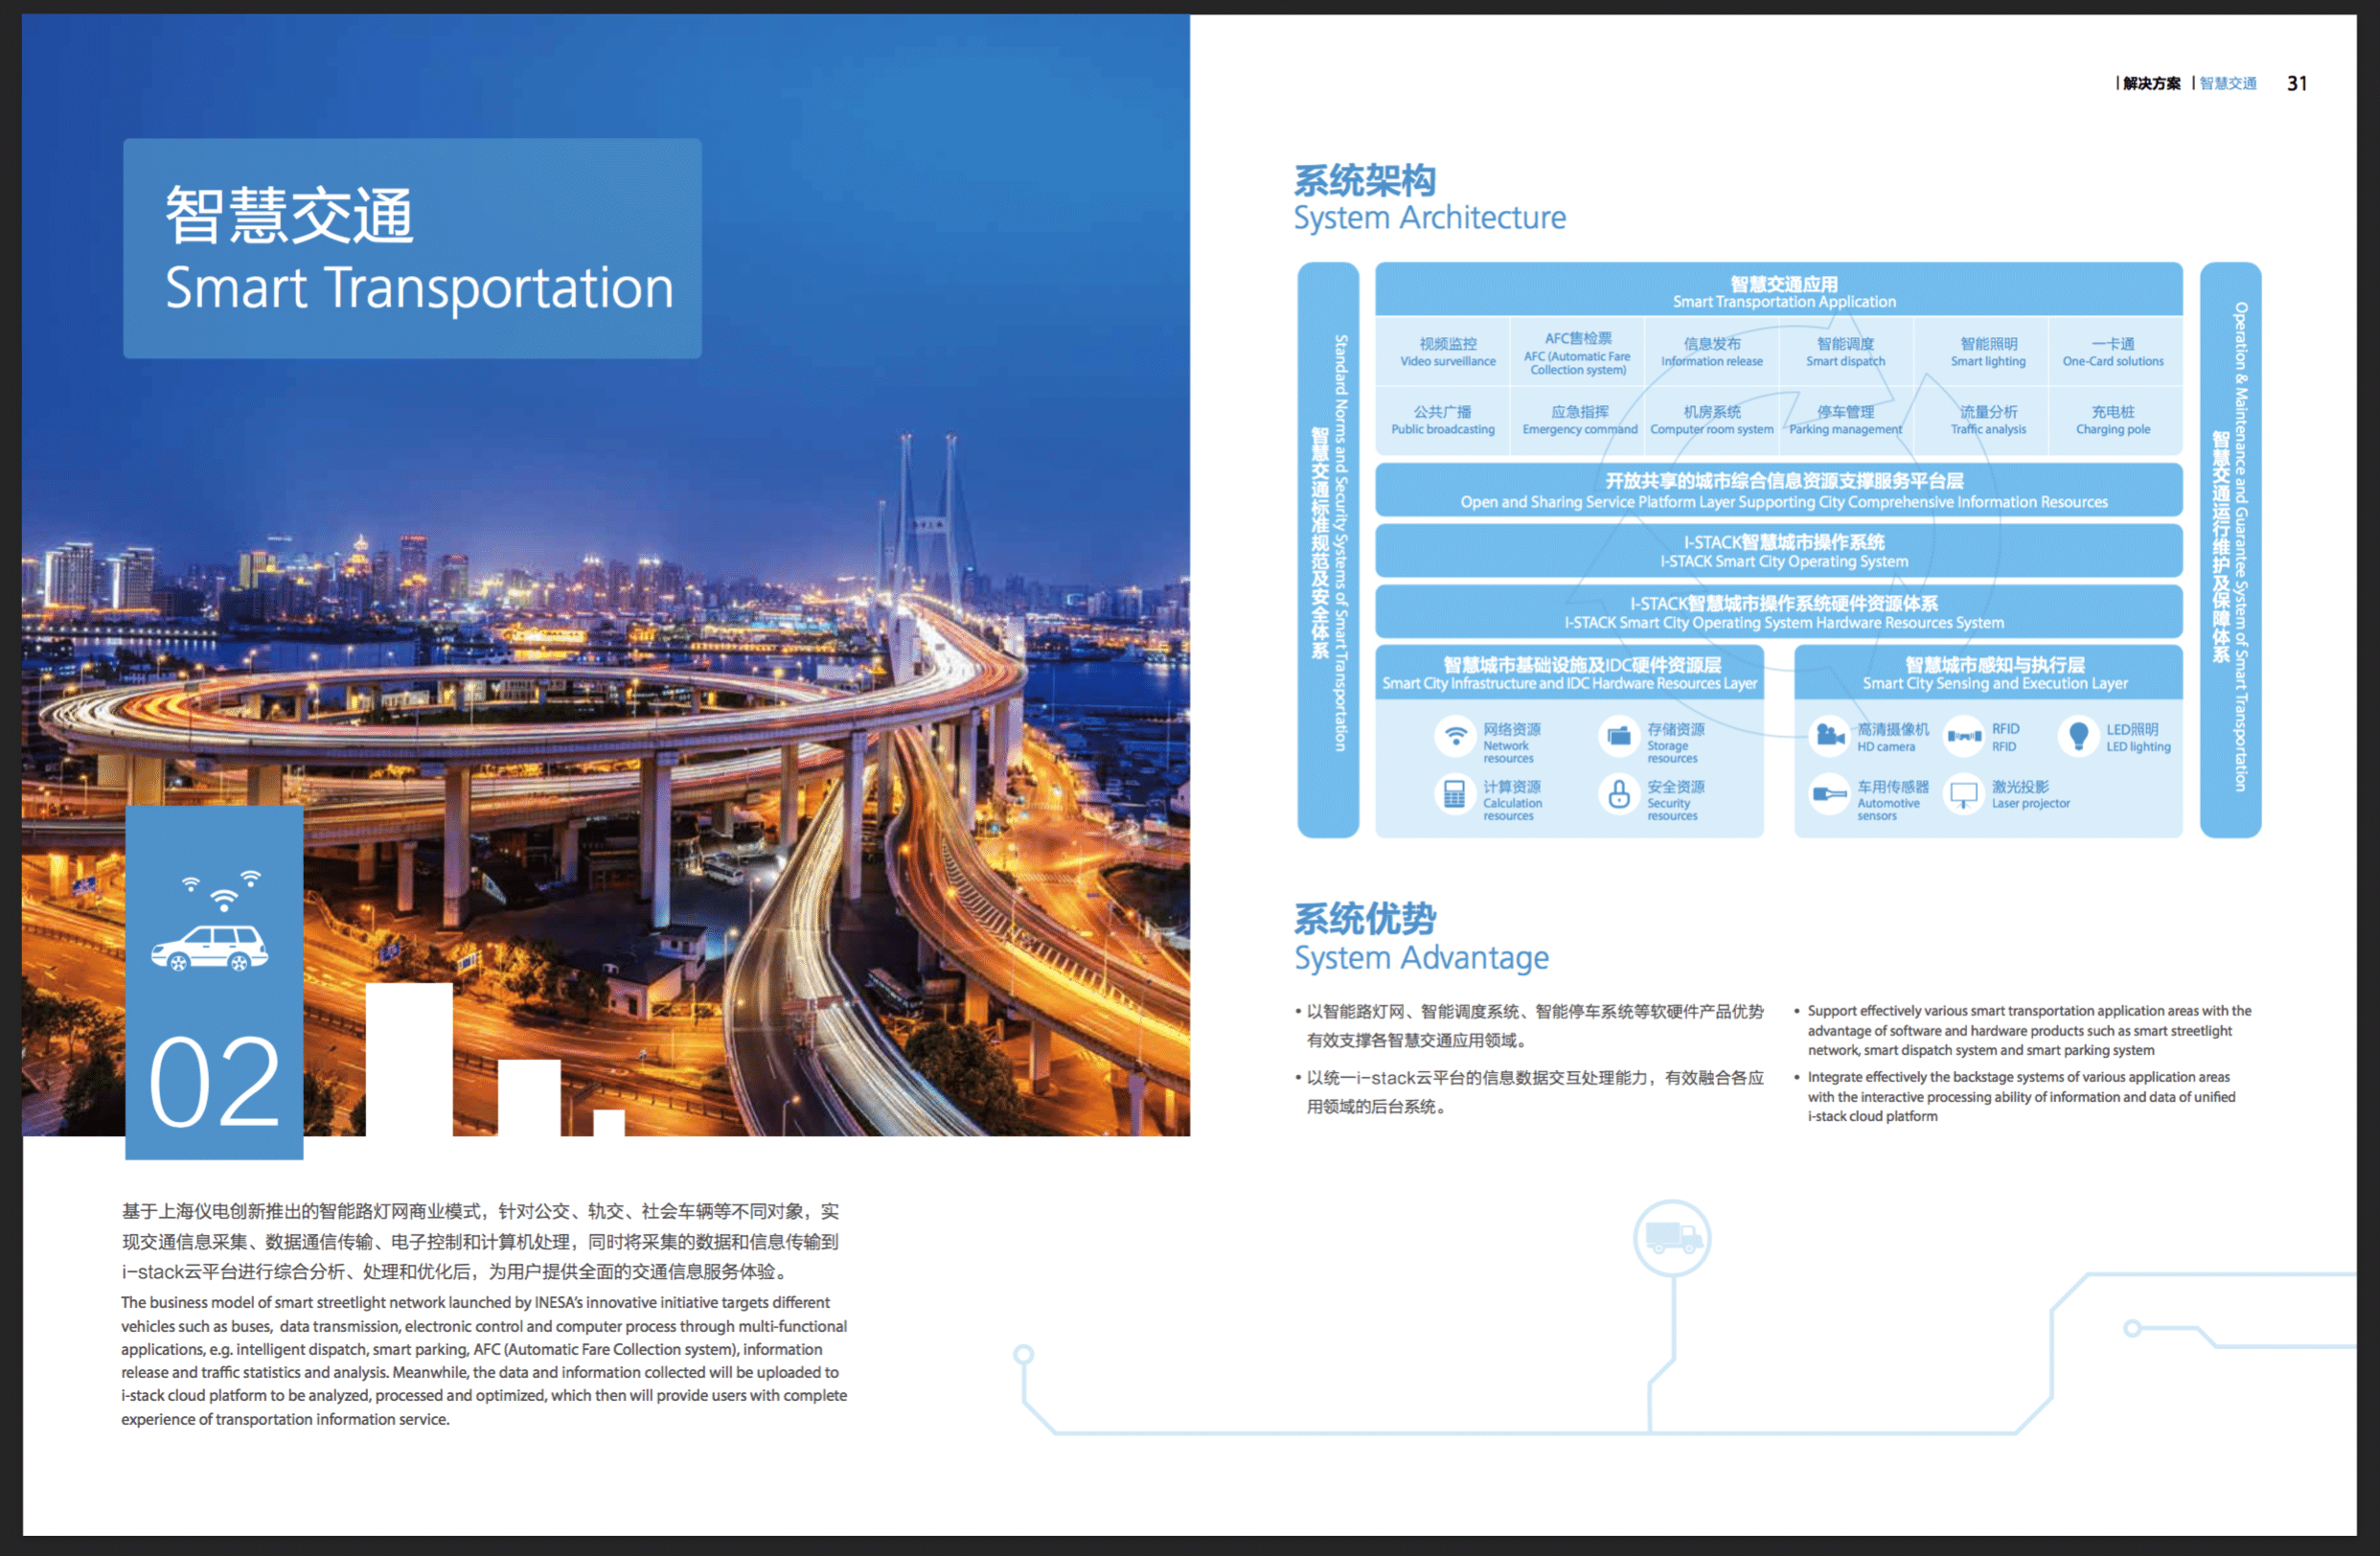 智慧交通
Smart Transportation
02
基于上海仪电创新推出的智能路灯网商业模式，针对公交、轨交、社会车辆等不同对象，实
现交通信息采集、数据通信传输、电子控制和计算机处理，同时将采集的数据和信息传输到
i-stack云平台进行综合分析、处理和优化后，为用户提供全面的交通信息服务体验。
The business model of smart streetlight network launched by INESA's innovative initiative targets different
vehicles such as buses, data transmission, electronic control and computer process through multi-functional
applications, e.g. intelligent dispatch, smart parking, AFC (Automatic Fare Collection system), information
release and traffic statistics and analysis. Meanwhile, the data and information collected will be uploaded to
i-stack cloud platform to be analyzed, processed and optimized, which then will provide users with complete
experience of transportation information service.
| 解决方案 | 智慧交通 31
系统架构
System Architecture
智慧交通标准规范及安全体系
Standard Norms and Security Systems of Smart Transportation
智慧交通应用
Smart Transportation Application
视频监控
Video surveillance
AFC售检票
AFC (Automatic Fare
Collection system)
信息发布
Information release
智能调度
Smart dispatch
智能照明
Smart lighting
一卡通
One-Card solutions
公共广播
Public broadcasting
应急指挥
Emergency command
机房系统
Computer room system
停车管理
Parking management
流量分析
Traffic analysis
充电桩
Charging pole
开放共享的城市综合信息资源支撑服务平台层
Open and Sharing Service Platform Layer Supporting City Comprehensive Information Resources
I-STACK智慧城市操作系统
I-STACK Smart City Operating System
I-STACK智慧城市操作系统硬件资源体系
I-STACK Smart City Operating System Hardware Resources System
智慧城市基础设施及IDC硬件资源层
Smart City Infrastructure and IDC Hardware Resources Layer
网络资源
Network
resources
存储资源
Storage
resources
计算资源
Calculation
resources
安全资源
Security
resources
智慧城市感知与执行层
Smart City Sensing and Execution Layer
高清摄像机
HD camera
RFID
RFID
LED照明
LED lighting
车用传感器
Automotive
sensors
激光投影
Laser projector
智慧交通运行维护及保障体系
Operation & Maintenance and Guarantee System of Smart Transportation
系统优势
System Advantage
• 以智能路灯网、智能调度系统、智能停车系统等软硬件产品优势
有效支撑各智慧交通应用领域。
• 以统一i-stack云平台的信息数据交互处理能力，有效融合各应
用领域的后台系统。
• Support effectively various smart transportation application areas with the
advantage of software and hardware products such as smart streetlight
network, smart dispatch system and smart parking system
• Integrate effectively the backstage systems of various application areas
with the interactive processing ability of information and data of unified
i-stack cloud platform